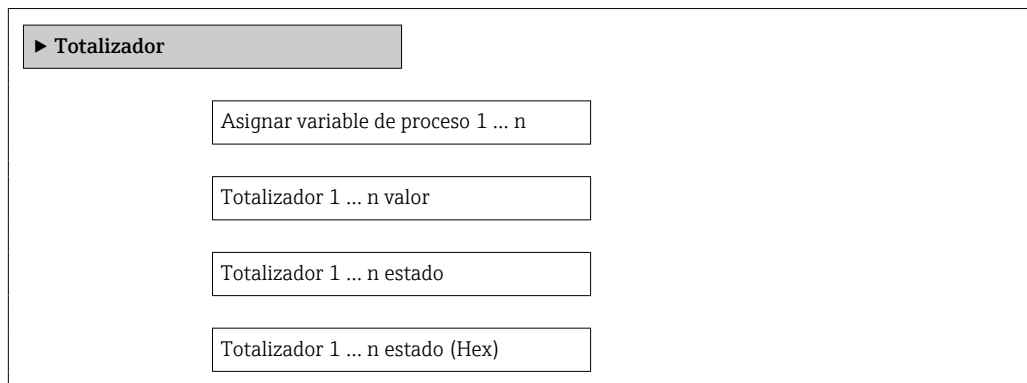 ▶ Totalizador
Asignar variable de proceso 1 … n
Totalizador 1 … n valor
Totalizador 1 … n estado
Totalizador 1 … n estado (Hex)